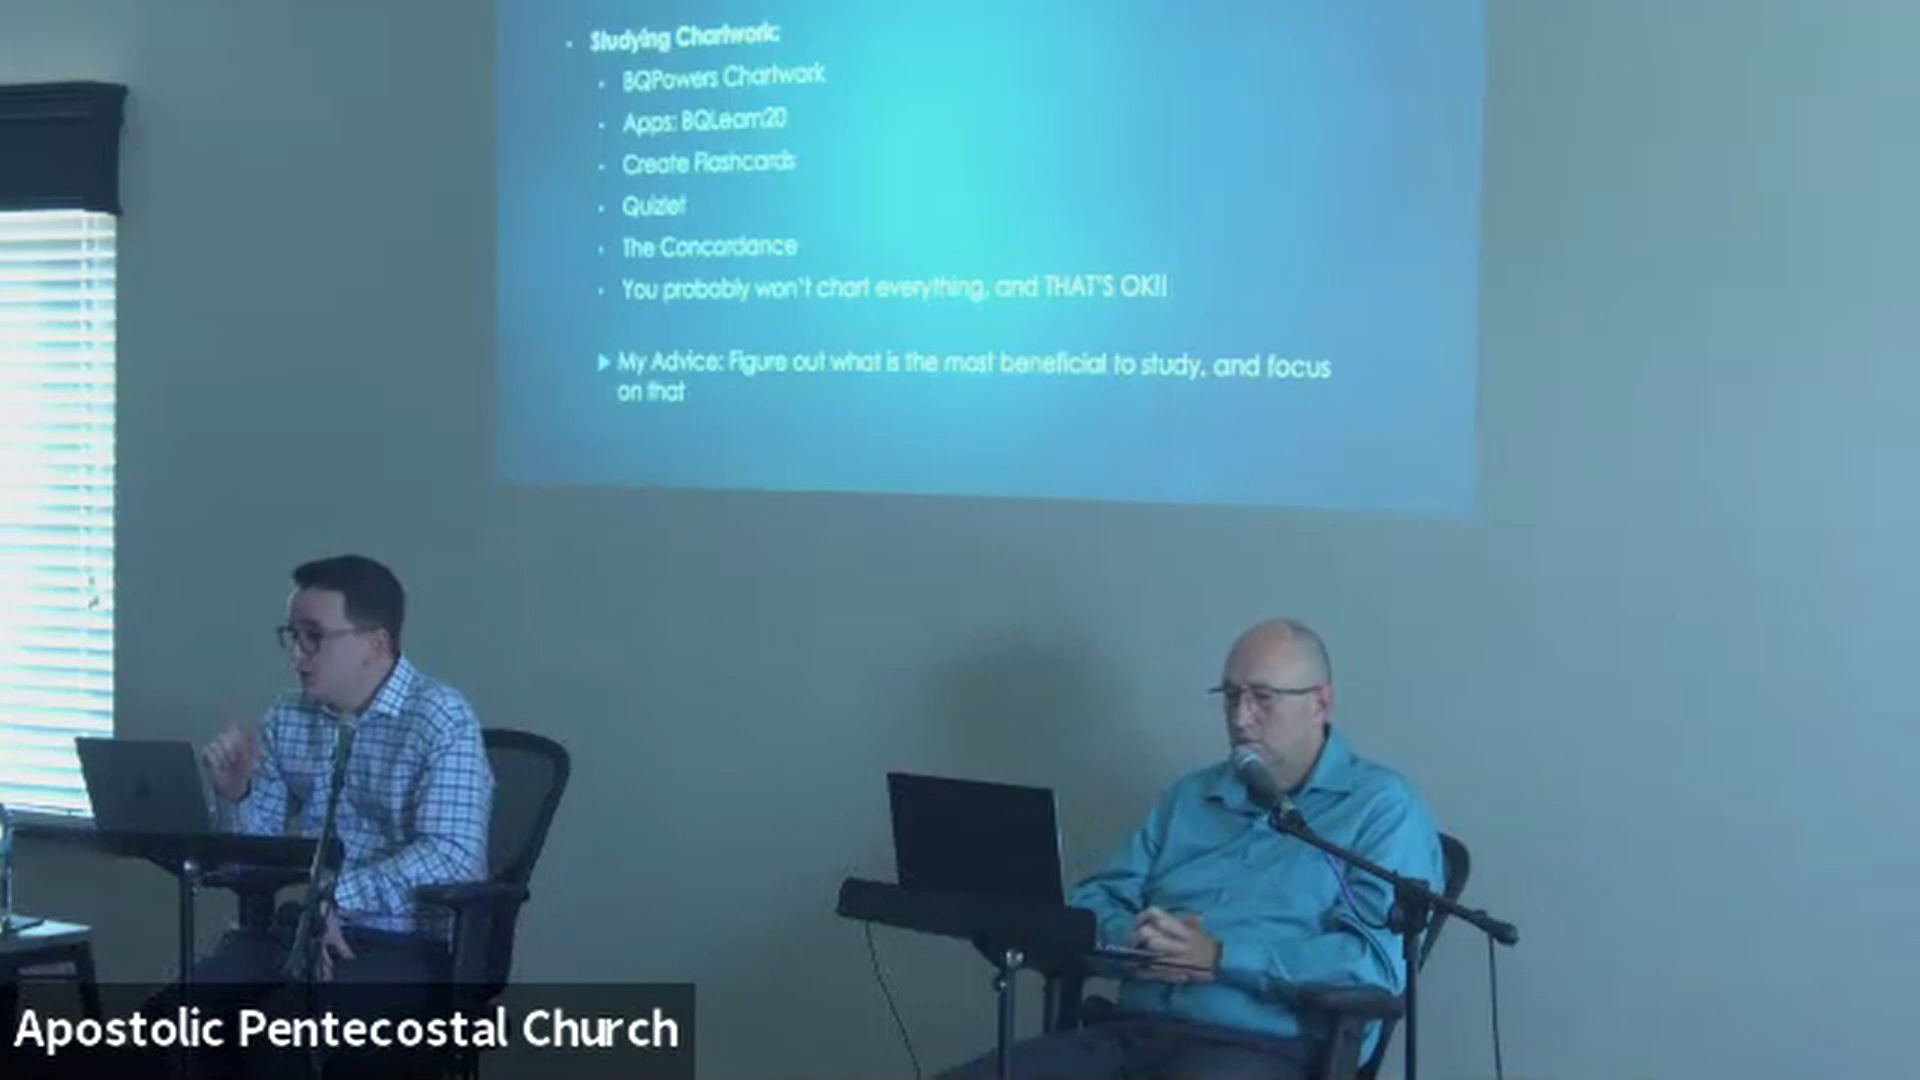 Studying Chartwork:
BQPowers Chartwork
Apps: BQLearn20
Create Flashcards
Quizlet
The Concordance
You probably won't chart everything, and THAT'S OK!!
My Advice: Figure out what is the most beneficial to study, and focus
on that
Apostolic Pentecostal Church